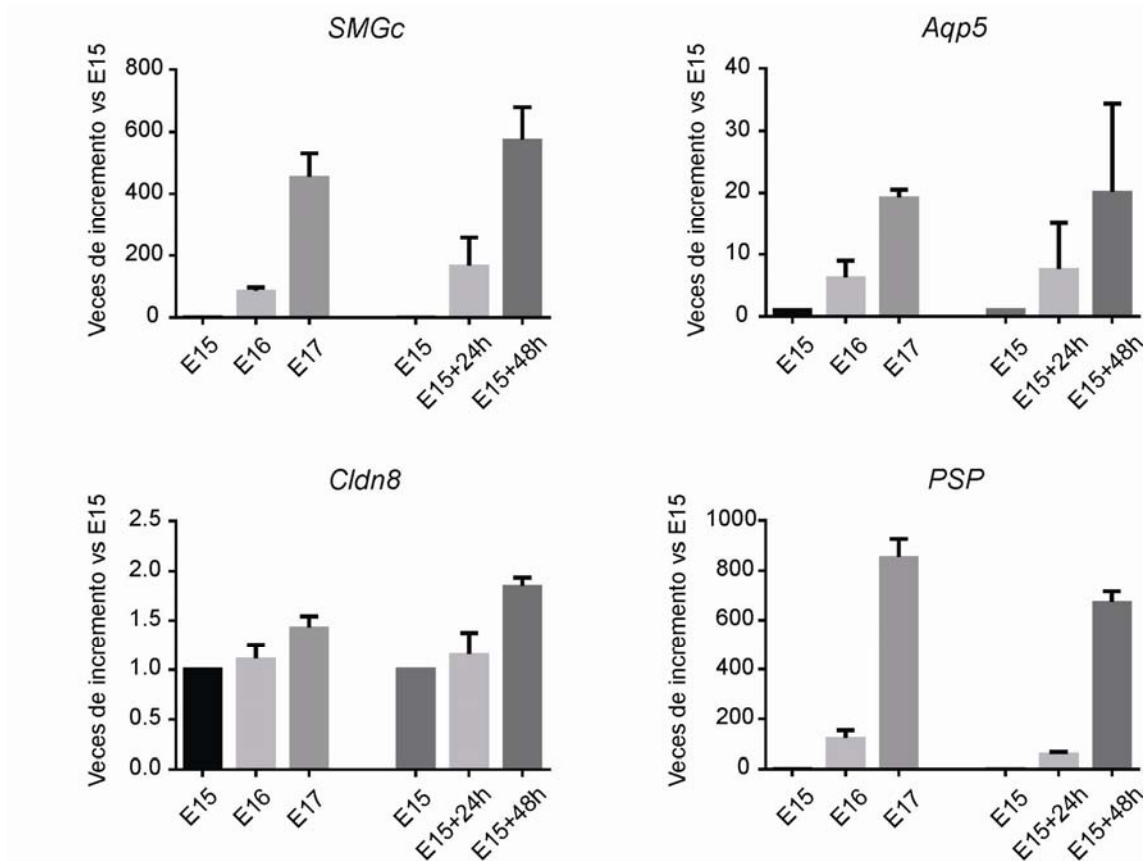 SMGc
Veces de incremento vs E15
800
600
400
200
0
E15
E16
E17
E15
E15+24h
E15+48h
Aqp5
Veces de incremento vs E15
40
30
20
10
0
E15
E16
E17
E15
E15+24h
E15+48h
Cldn8
Veces de incremento vs E15
2.5
2.0
1.5
1.0
0.5
0.0
E15
E16
E17
E15
E15+24h
E15+48h
PSP
Veces de incremento vs E15
1000
800
600
400
200
0
E15
E16
E17
E15
E15+24h
E15+48h